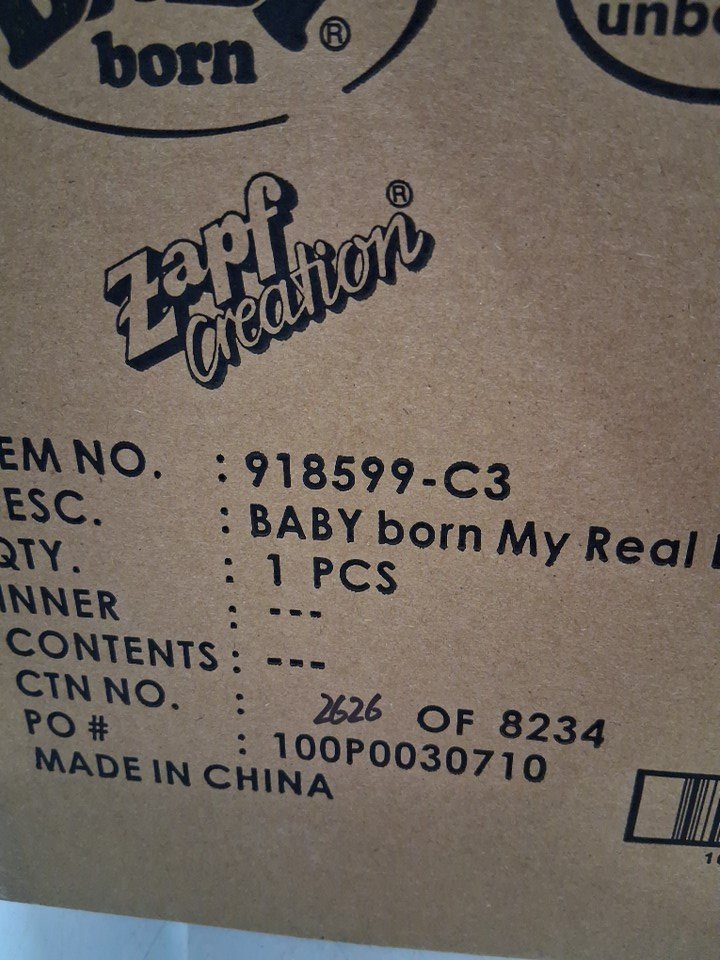 born ®
Zapf ®
Creation
EM NO. : 918599-C3
ESC. : BABY born My Real
QTY. : 1 PCS
INNER : ---
CONTENTS : ---
CTN NO. : 2626 OF 8234
PO # : 100P0030710
MADE IN CHINA